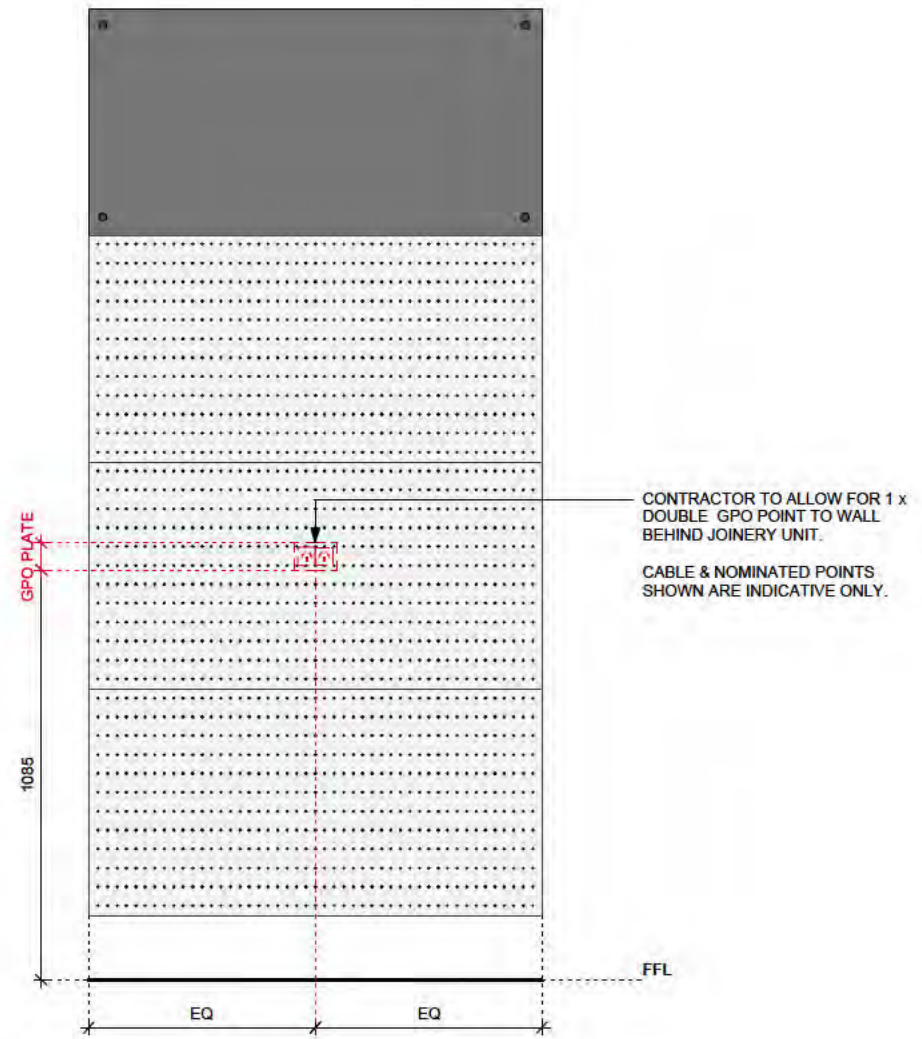 CONTRACTOR TO ALLOW FOR 1 x
DOUBLE GPO POINT TO WALL
BEHIND JOINERY UNIT.
CABLE & NOMINATED POINTS
SHOWN ARE INDICATIVE ONLY.
GPO PLATE
1085
FFL
EQ
EQ